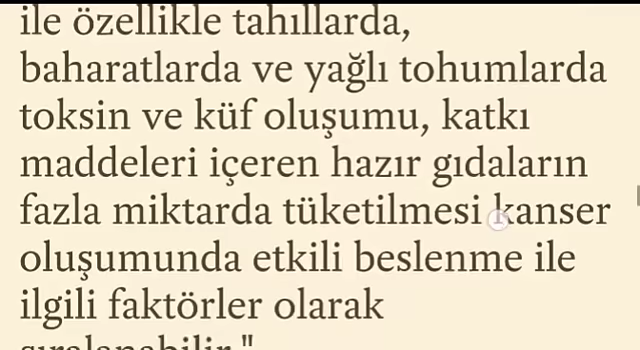 ile özellikle tahıllarda,
baharatlarda ve yağlı tohumlarda
toksin ve küf oluşumu, katkı
maddeleri içeren hazır gıdaların
fazla miktarda tüketilmesi kanser
oluşumunda etkili beslenme ile
ilgili faktörler olarak
sıralanabilir."